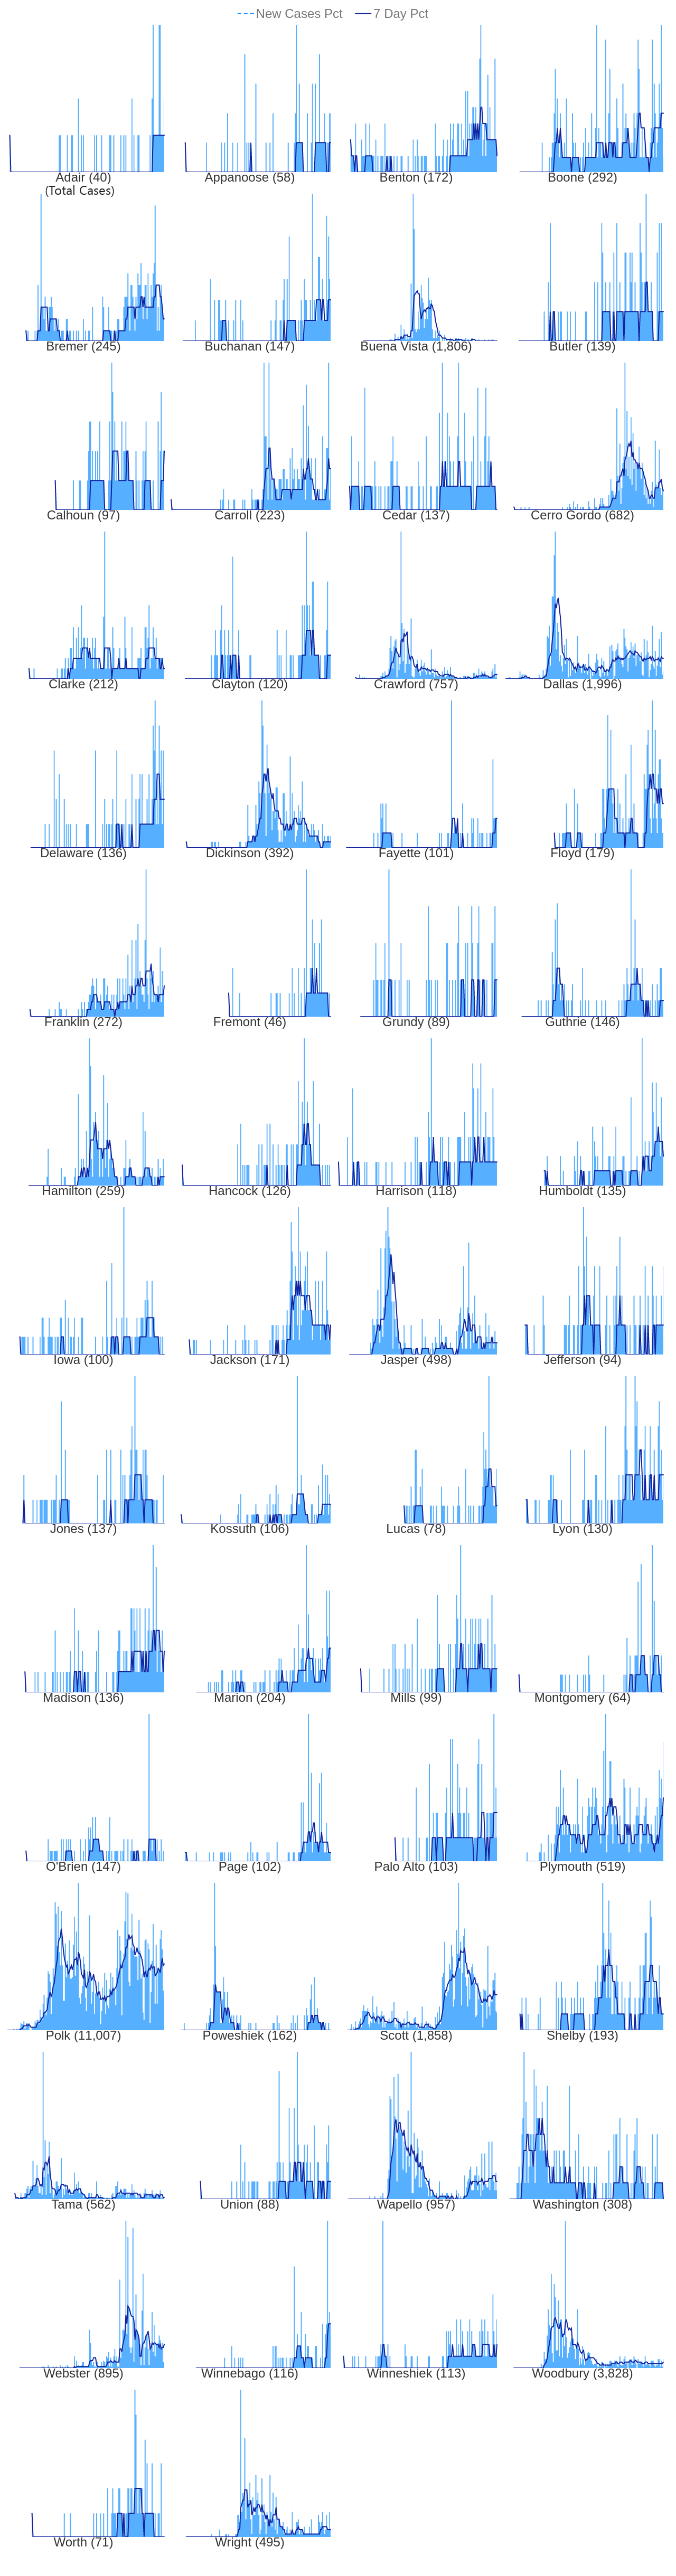 New Cases Pct 7 Day Pct
Adair (40) Appanoose (58) Benton (172) Boone (292)
(Total Cases)
Bremer (245) Buchanan (147) Buena Vista (1,806) Butler (139)
Calhoun (97) Carroll (223) Cedar (137) Cerro Gordo (682)
Clarke (212) Clayton (120) Crawford (757) Dallas (1,996)
Delaware (136) Dickinson (392) Fayette (101) Floyd (179)
Franklin (272) Fremont (46) Grundy (89) Guthrie (146)
Hamilton (259) Hancock (126) Harrison (118) Humboldt (135)
Iowa (100) Jackson (171) Jasper (498) Jefferson (94)
Jones (137) Kossuth (106) Lucas (78) Lyon (130)
Madison (136) Marion (204) Mills (99) Montgomery (64)
O'Brien (147) Page (102) Palo Alto (103) Plymouth (519)
Polk (11,007) Poweshiek (162) Scott (1,858) Shelby (193)
Tama (562) Union (88) Wapello (957) Washington (308)
Webster (895) Winnebago (116) Winneshiek (113) Woodbury (3,828)
Worth (71) Wright (495)